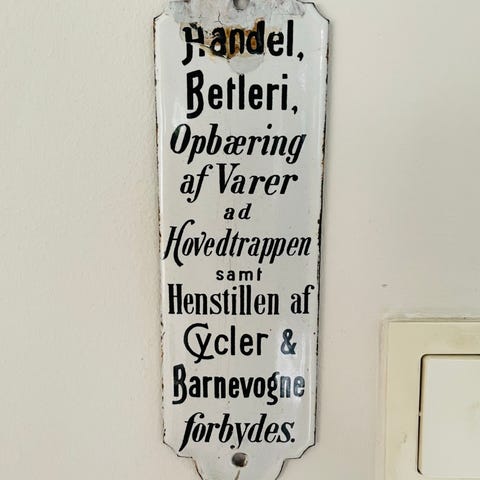 Handel,
Betleri,
Opbæring
af Varer
ad
Hovedtrappen
samt
Henstillen af
Cycler &
Barnevogne
forbydes.